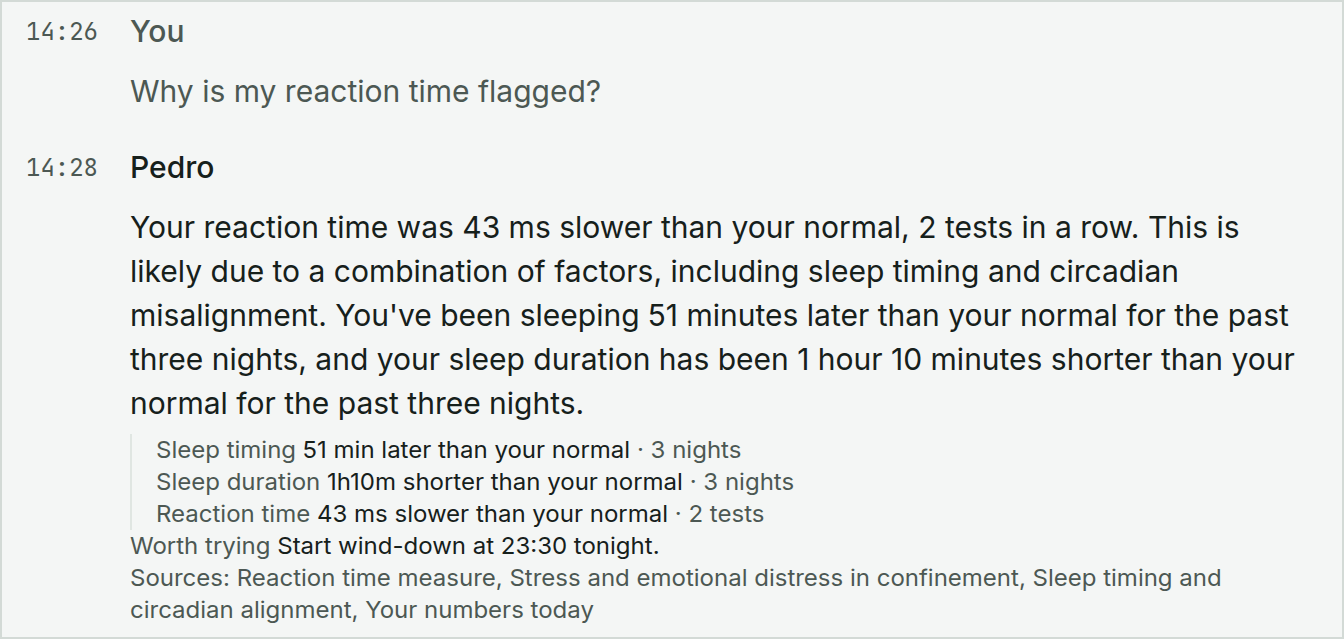 14:26 You
Why is my reaction time flagged?
14:28 Pedro
Your reaction time was 43 ms slower than your normal, 2 tests in a row. This is
likely due to a combination of factors, including sleep timing and circadian
misalignment. You've been sleeping 51 minutes later than your normal for the past
three nights, and your sleep duration has been 1 hour 10 minutes shorter than your
normal for the past three nights.
Sleep timing 51 min later than your normal · 3 nights
Sleep duration 1h10m shorter than your normal · 3 nights
Reaction time 43 ms slower than your normal · 2 tests
Worth trying Start wind-down at 23:30 tonight.
Sources: Reaction time measure, Stress and emotional distress in confinement, Sleep timing and
circadian alignment, Your numbers today